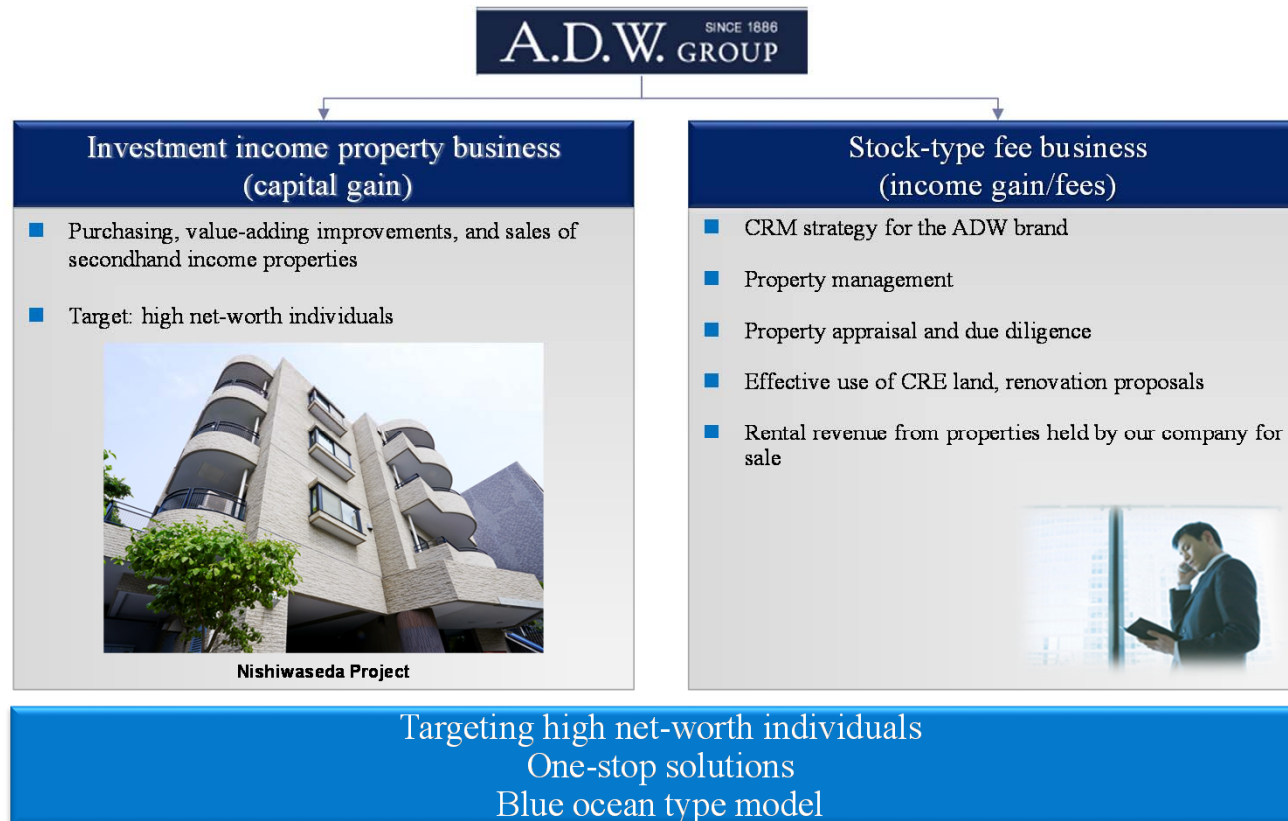 A.D.W. GROUP
SINCE 1886
Investment income property business
(capital gain)
Purchasing, value-adding improvements, and sales of
secondhand income properties
Target: high net-worth individuals
Nishiwaseda Project
Stock-type fee business
(income gain/fees)
CRM strategy for the ADW brand
Property management
Property appraisal and due diligence
Effective use of CRE land, renovation proposals
Rental revenue from properties held by our company for
sale
Targeting high net-worth individuals
One-stop solutions
Blue ocean type model